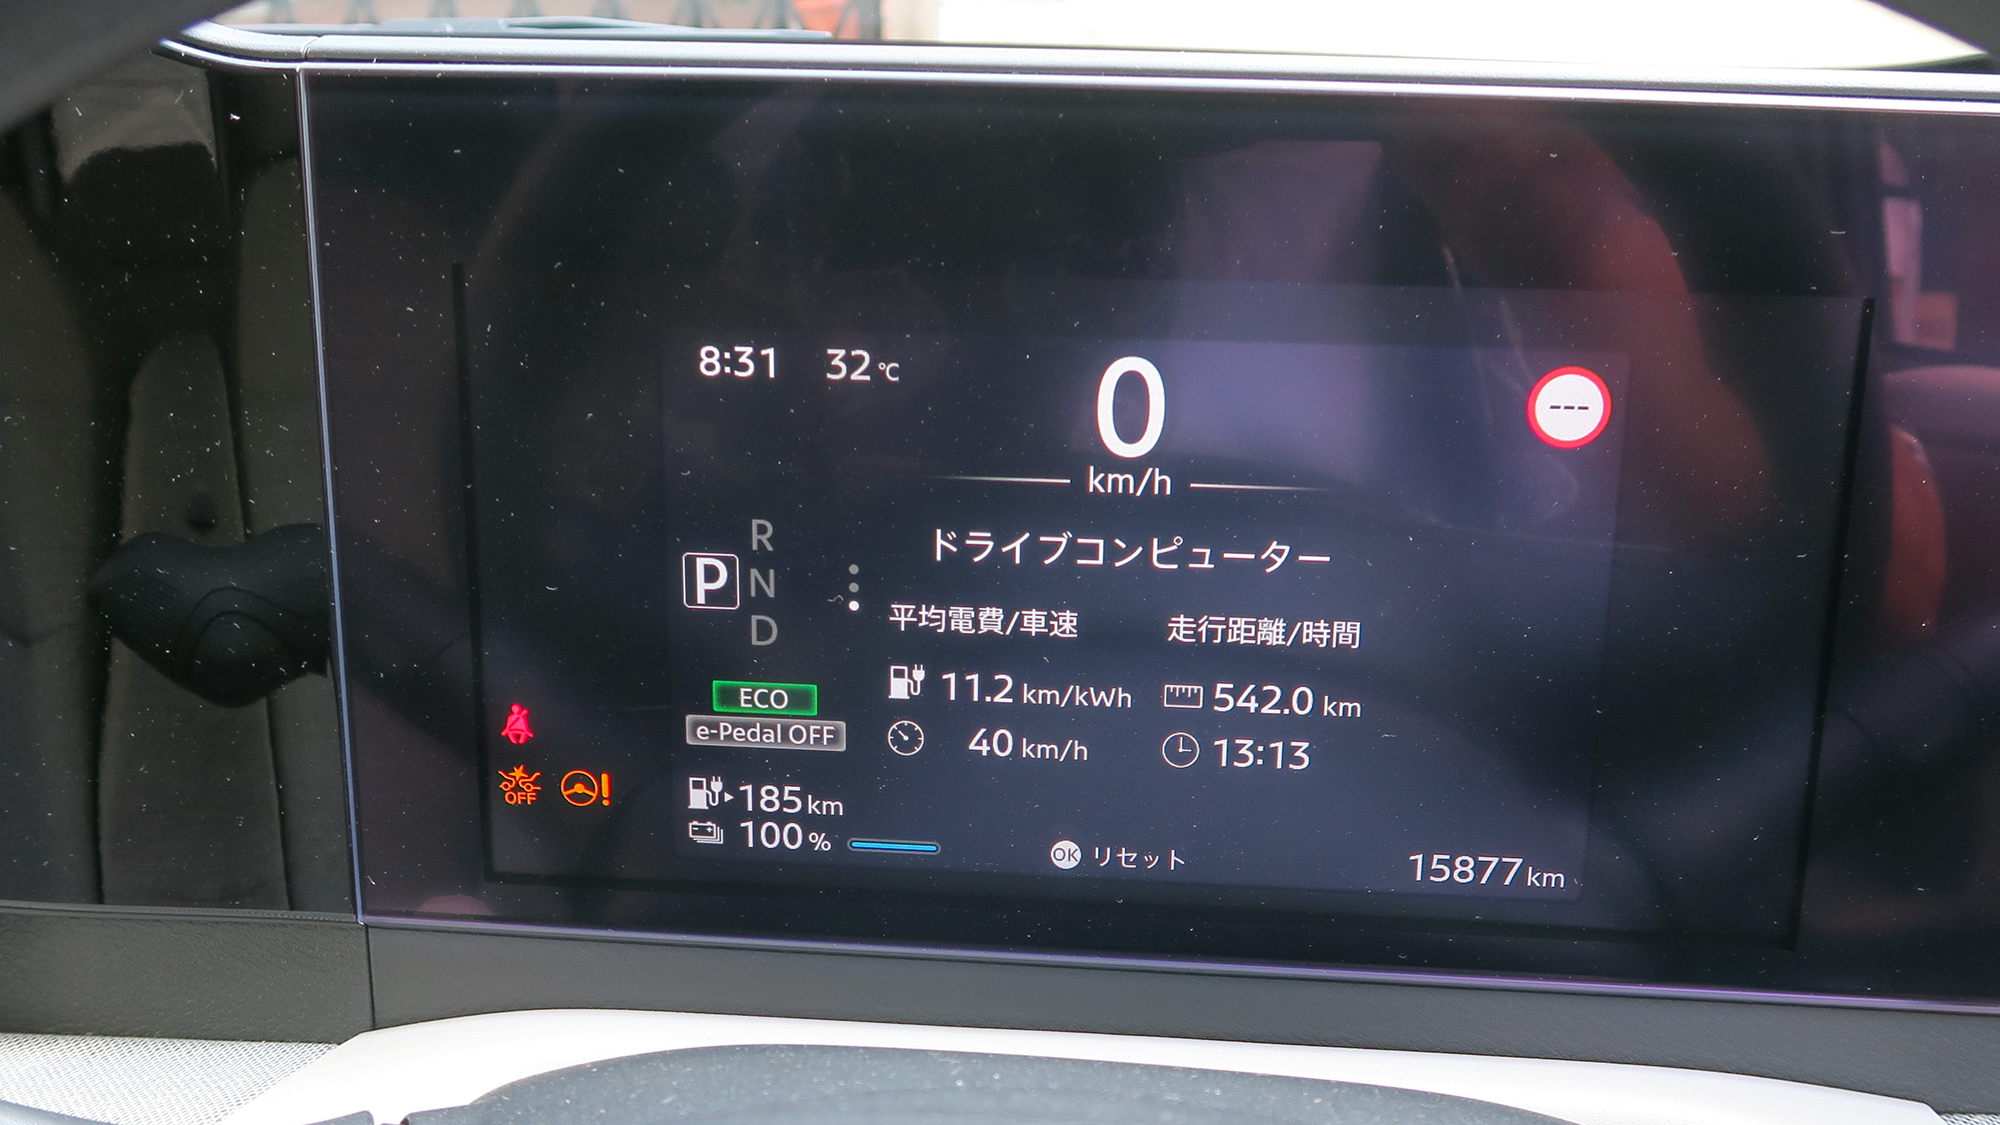 8:31 32℃
0
km/h
---
R
P N
D
ドライブコンピューター
平均電費/車速 走行距離/時間
11.2 km/kWh 542.0 km
40 km/h 13:13
ECO
e-Pedal OFF
OFF
185 km
100 %
OK リセット
15877 km